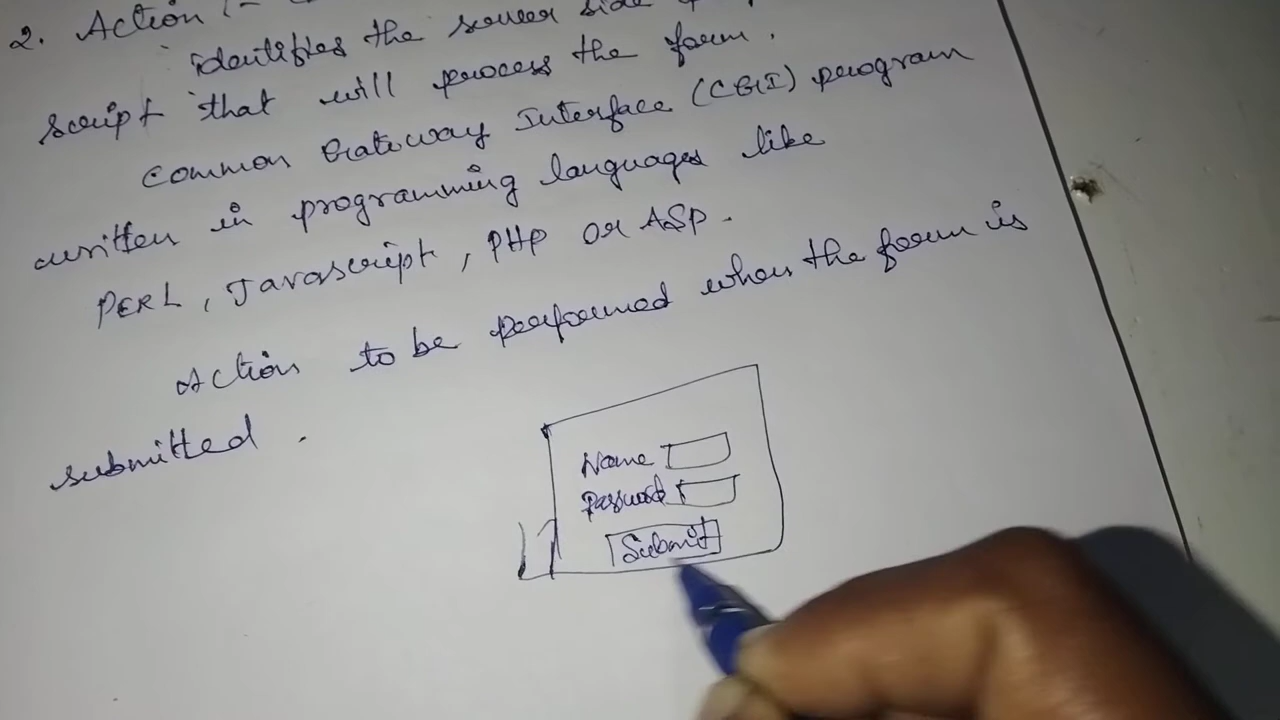 2. Action :-
identifies the server side
script that will process the form.
Common Gateway Interface (CGI) program
written in programming languages like
PERL, Javascript, PHP or ASP.
Action to be performed when the form is
submitted.
Name
Password
Submit